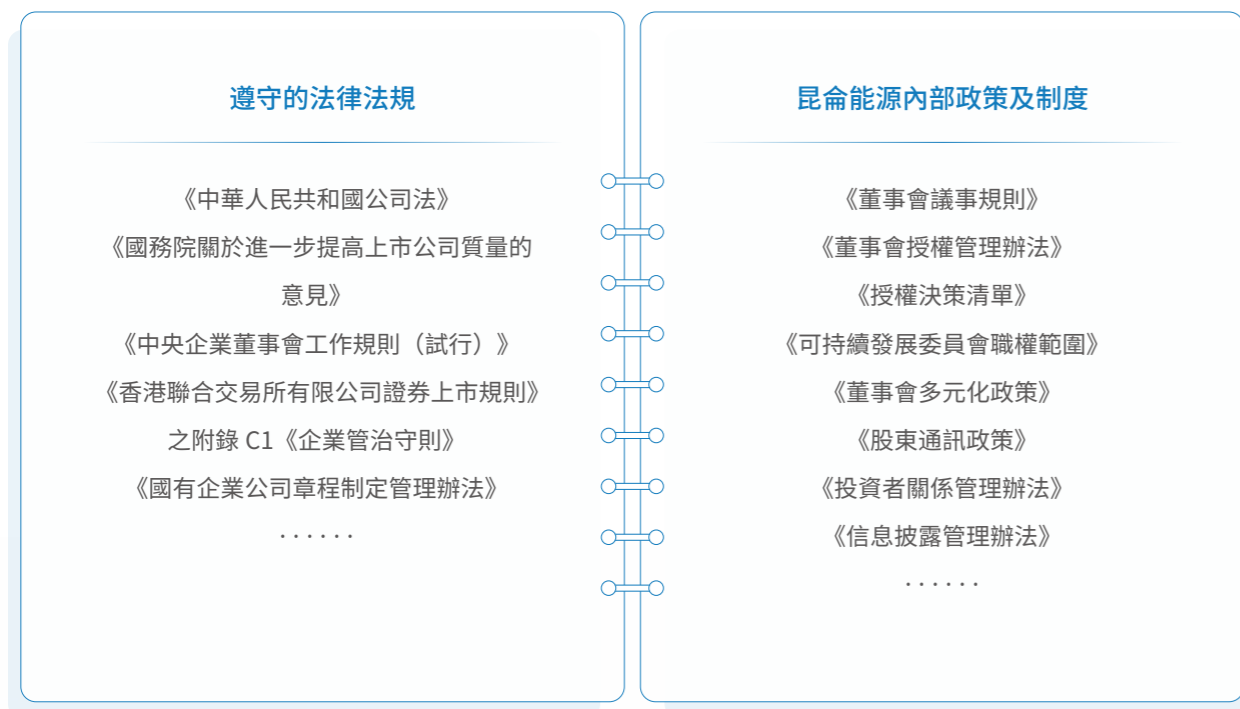 遵守的法律法規
《中華人民共和國公司法》
《國務院關於進一步提高上市公司質量的
意見》
《中央企業董事會工作規則（試行）》
《香港聯合交易所有限公司證券上市規則》
之附錄 C1《企業管治守則》
《國有企業公司章程制定管理辦法》
······
昆侖能源內部政策及制度
《董事會議事規則》
《董事會授權管理辦法》
《授權決策清單》
《可持續發展委員會職權範圍》
《董事會多元化政策》
《股東通訊政策》
《投資者關係管理辦法》
《信息披露管理辦法》
······